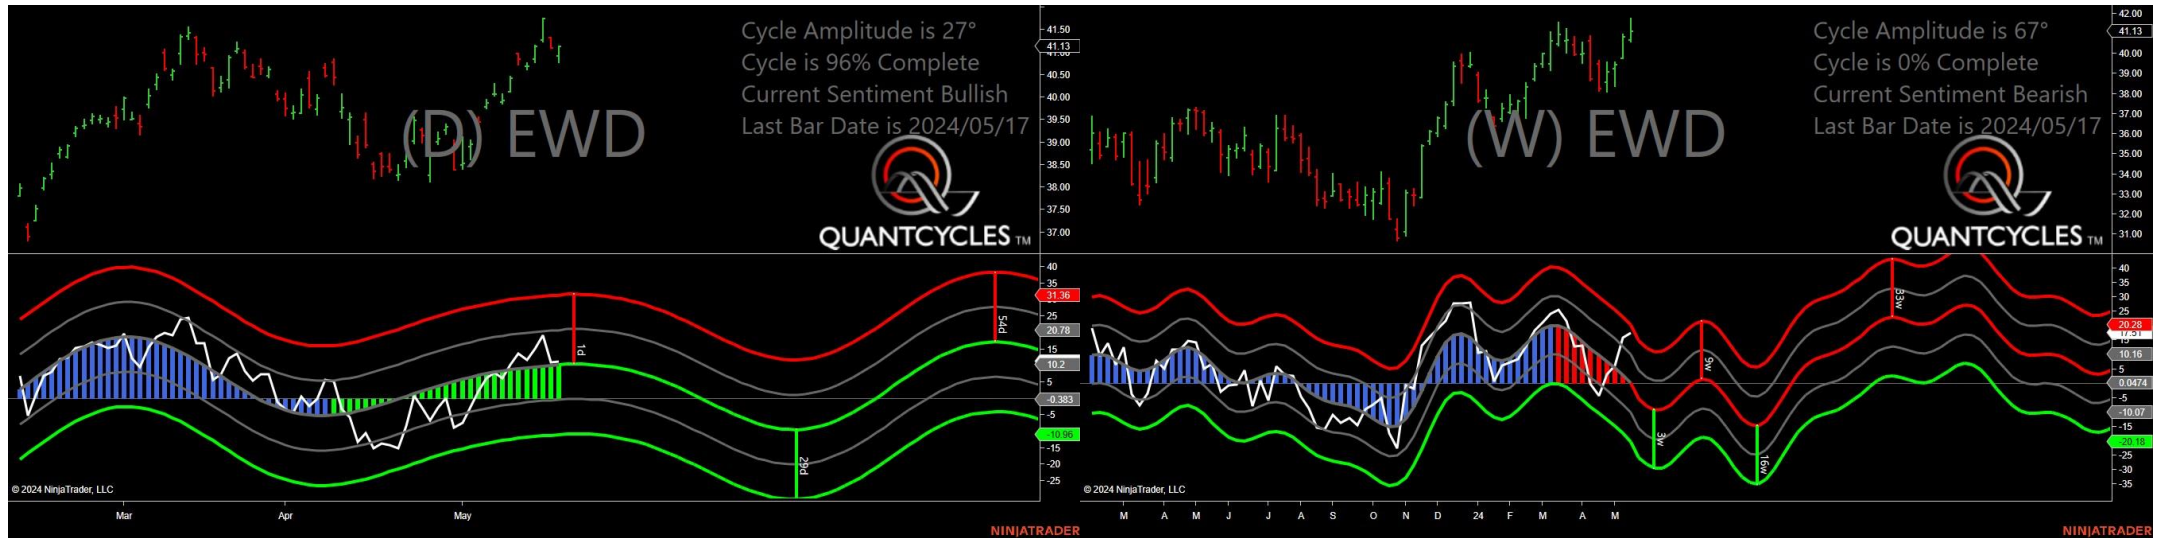 Cycle Amplitude is 27°
Cycle is 96% Complete
Current Sentiment Bullish
Last Bar Date is 2024/05/17
(D) EWD
QUANTCYCLES TM
41.50
41.13
40.50
40.00
39.50
39.00
38.50
38.00
37.50
37.00
40
35
31.36
25
20.78
15
10.2
5
-0.383
-5
-10.96
-15
-20
-25
1d
29d
54d
© 2024 NinjaTrader, LLC
Mar Apr May
NINJATRADER
Cycle Amplitude is 67°
Cycle is 0% Complete
Current Sentiment Bearish
Last Bar Date is 2024/05/17
(W) EWD
QUANTCYCLES TM
42.00
41.13
40.00
39.00
38.00
37.00
36.00
35.00
34.00
33.00
32.00
31.00
40
35
30
25
20.28
15
10.16
5
0.0474
-5
-10.07
-15
-20.18
-25
-30
-35
3w
9w
16w
33w
© 2024 NinjaTrader, LLC
M A M J J A S O N D 24 F M A M
NINJATRADER